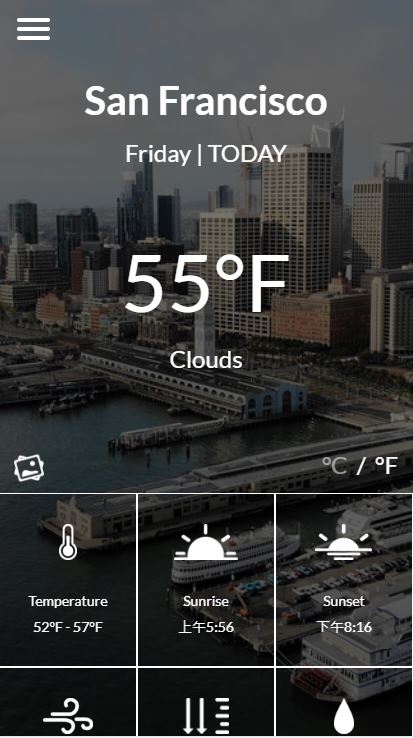 San Francisco
Friday | TODAY
55°F
Clouds
°C / °F
Temperature
52°F - 57°F
Sunrise
上午5:56
Sunset
下午8:16